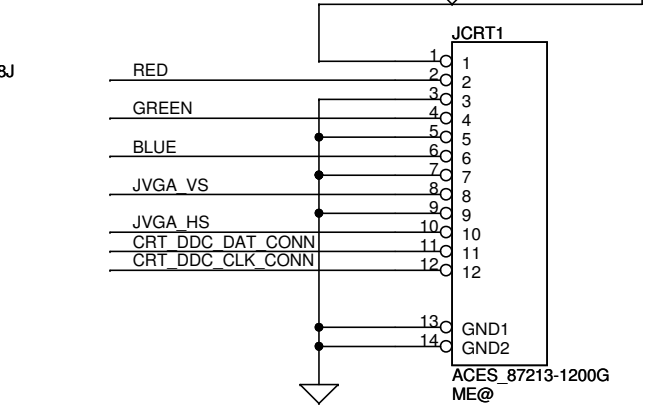 JCRT1
1 1
8J
RED 2 2
3 3
GREEN 4 4
5 5
BLUE 6 6
7 7
JVGA_VS 8 8
9 9
JVGA_HS 10 10
CRT_DDC_DAT_CONN 11 11
CRT_DDC_CLK_CONN 12 12
13 GND1
14 GND2
ACES_87213-1200G
ME@